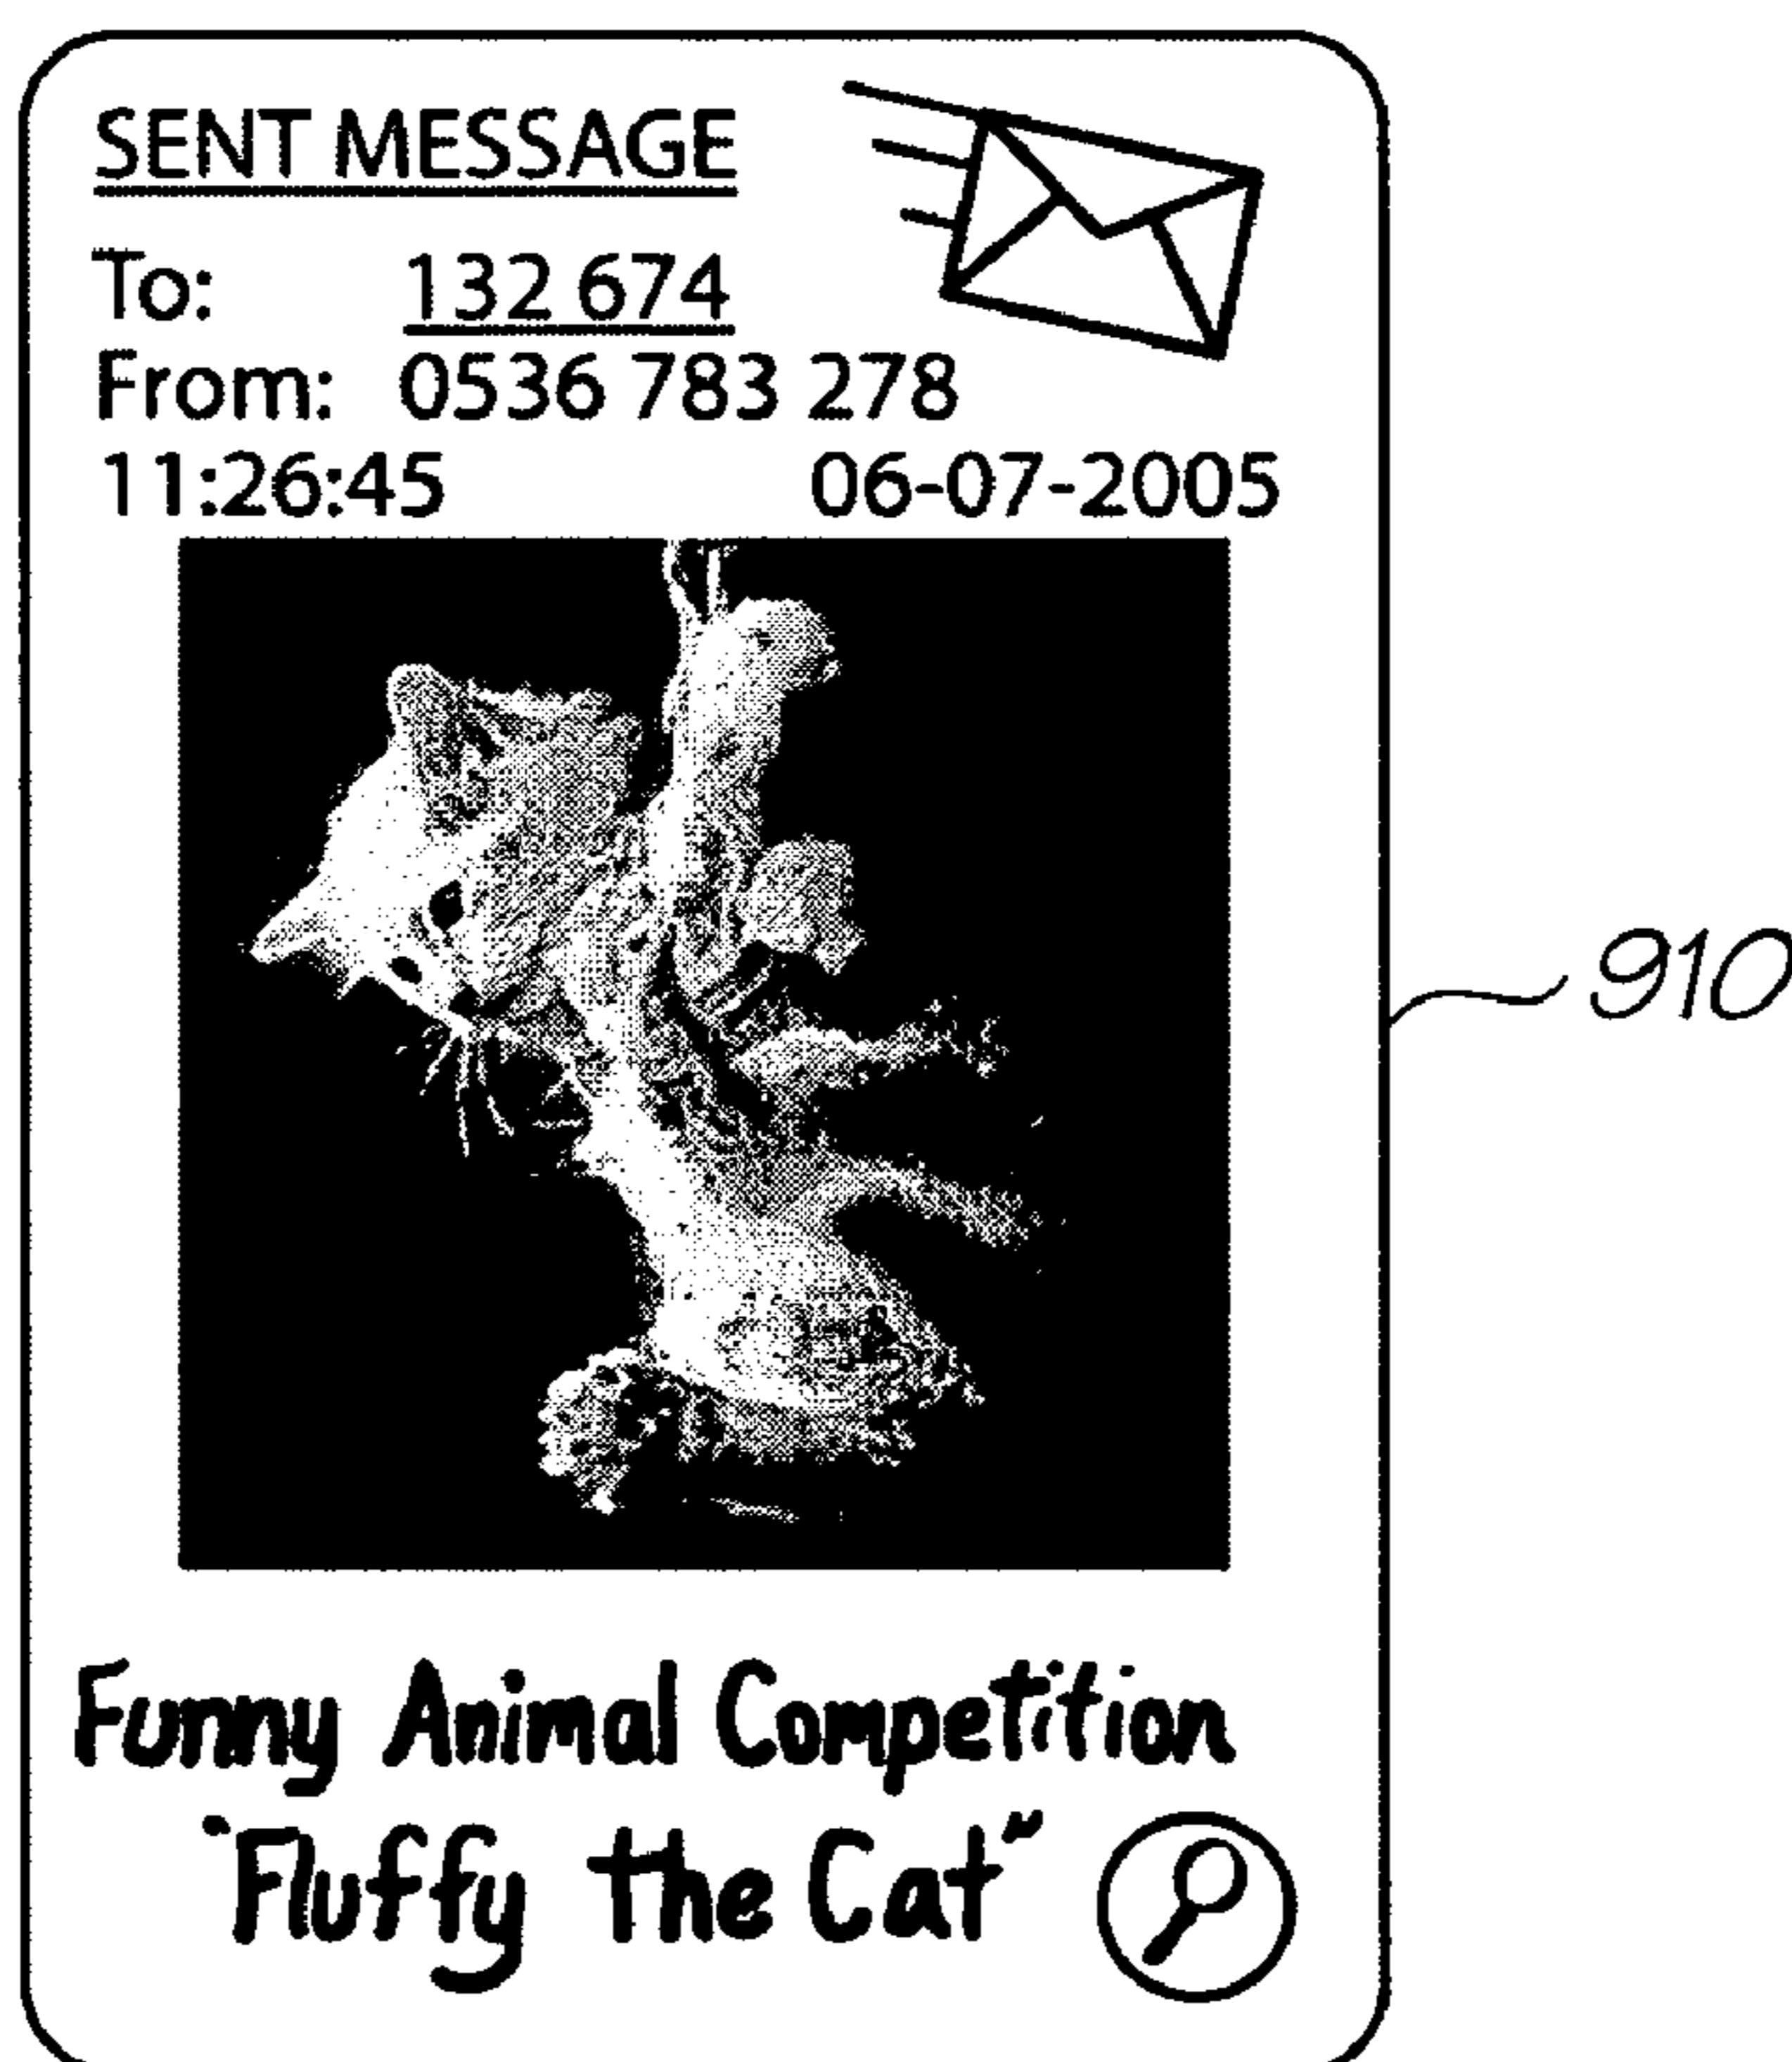 SENT MESSAGE
To: 132 674
From: 0536 783 278
11:26:45 06-07-2005
910
Funny Animal Competition
"Fluffy the Cat"